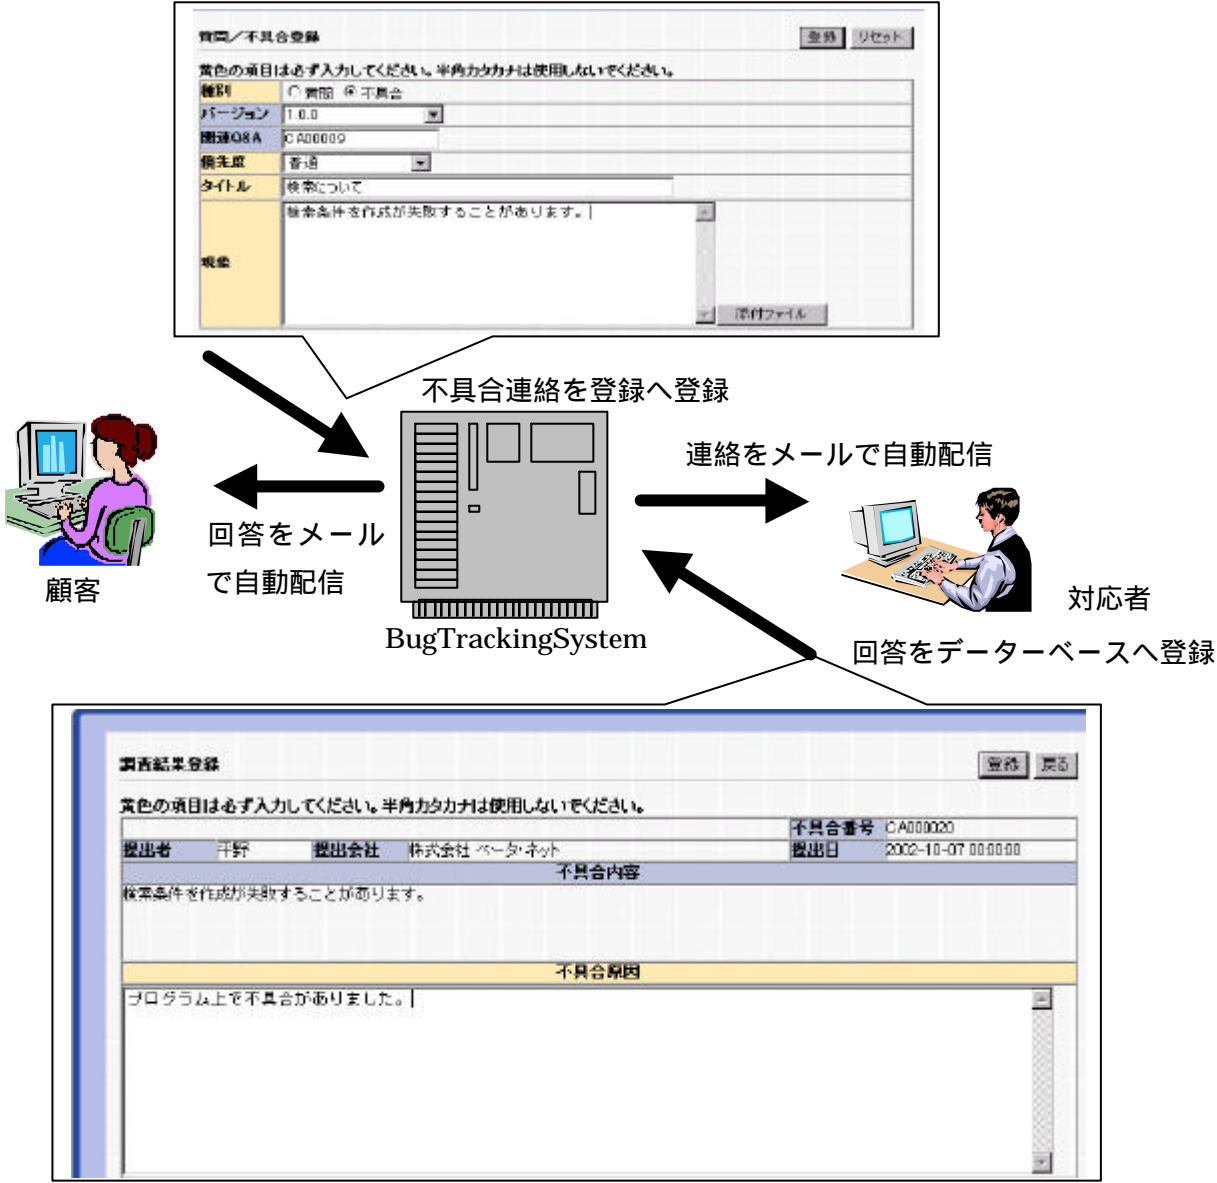 質問／不具合登録
登録 リセット
黄色の項目は必ず入力してください。半角カタカナは使用しないでください。
種別 質問 不具合
バージョン 1.0.0
関連Q&A CA00009
優先度 普通
タイトル 検索について
現象 検索条件を作成が失敗することがあります。
添付ファイル
不具合連絡を登録へ登録
連絡をメールで自動配信
回答をメール
で自動配信
顧客
対応者
BugTrackingSystem
回答をデーターベースへ登録
調査結果登録
登録 戻る
黄色の項目は必ず入力してください。半角カタカナは使用しないでください。
不具合番号 CA000020
提出者 平野 提出会社 株式会社 ベータ・ネット 提出日 2002-10-07 00:00:00
不具合内容
検索条件を作成が失敗することがあります。
不具合原因
プログラム上で不具合がありました。